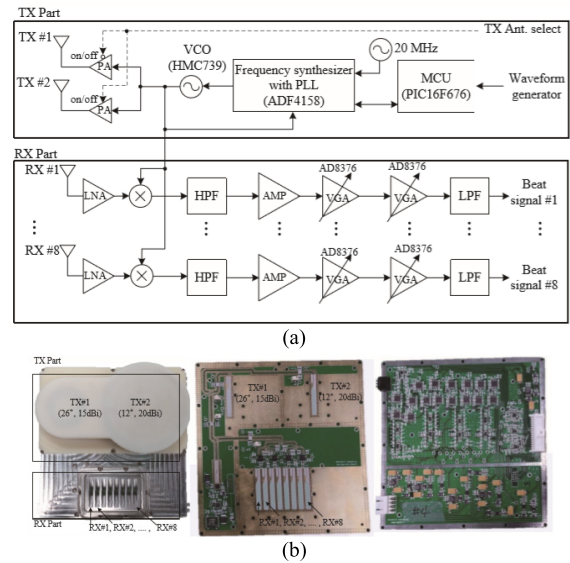 TX Part
TX #1
on/off
PA
TX #2
on/off
PA
VCO
(HMC739)
Frequency synthesizer
with PLL
(ADF4158)
20 MHz
MCU
(PIC16F676)
TX Ant. select
Waveform
generator
RX Part
RX #1
LNA
HPF
AMP
AD8376
VGA
AD8376
VGA
LPF
Beat
signal #1
RX #8
LNA
HPF
AMP
AD8376
VGA
AD8376
VGA
LPF
Beat
signal #8
(a)
TX Part
TX#1
(26°, 15dBi)
TX#2
(12°, 20dBi)
RX Part
RX#1, RX#2, .... , RX#8
TX#1
(26°, 15dBi)
TX#2
(12°, 20dBi)
RX#1, RX#2, .... , RX#8
(b)